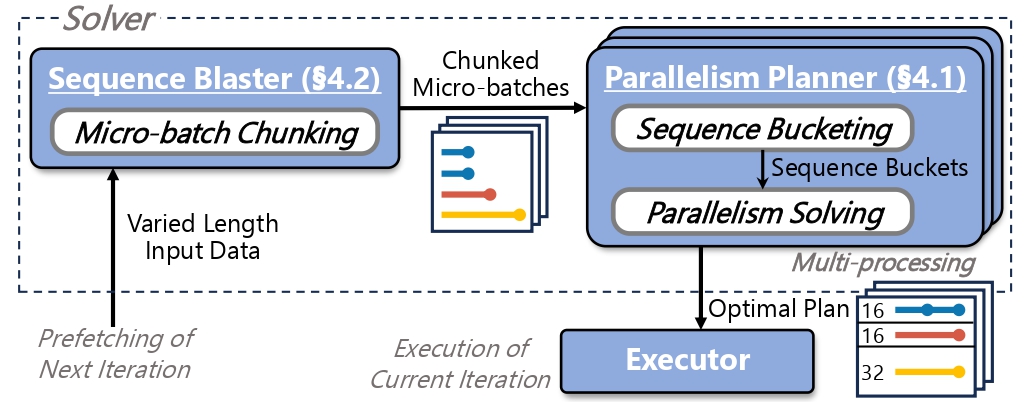 Solver
Sequence Blaster (§4.2)
Micro-batch Chunking
Chunked
Micro-batches
Parallelism Planner (§4.1)
Sequence Bucketing
Sequence Buckets
Parallelism Solving
Multi-processing
Varied Length
Input Data
Prefetching of
Next Iteration
Optimal Plan
Execution of
Current Iteration
Executor
16
16
32